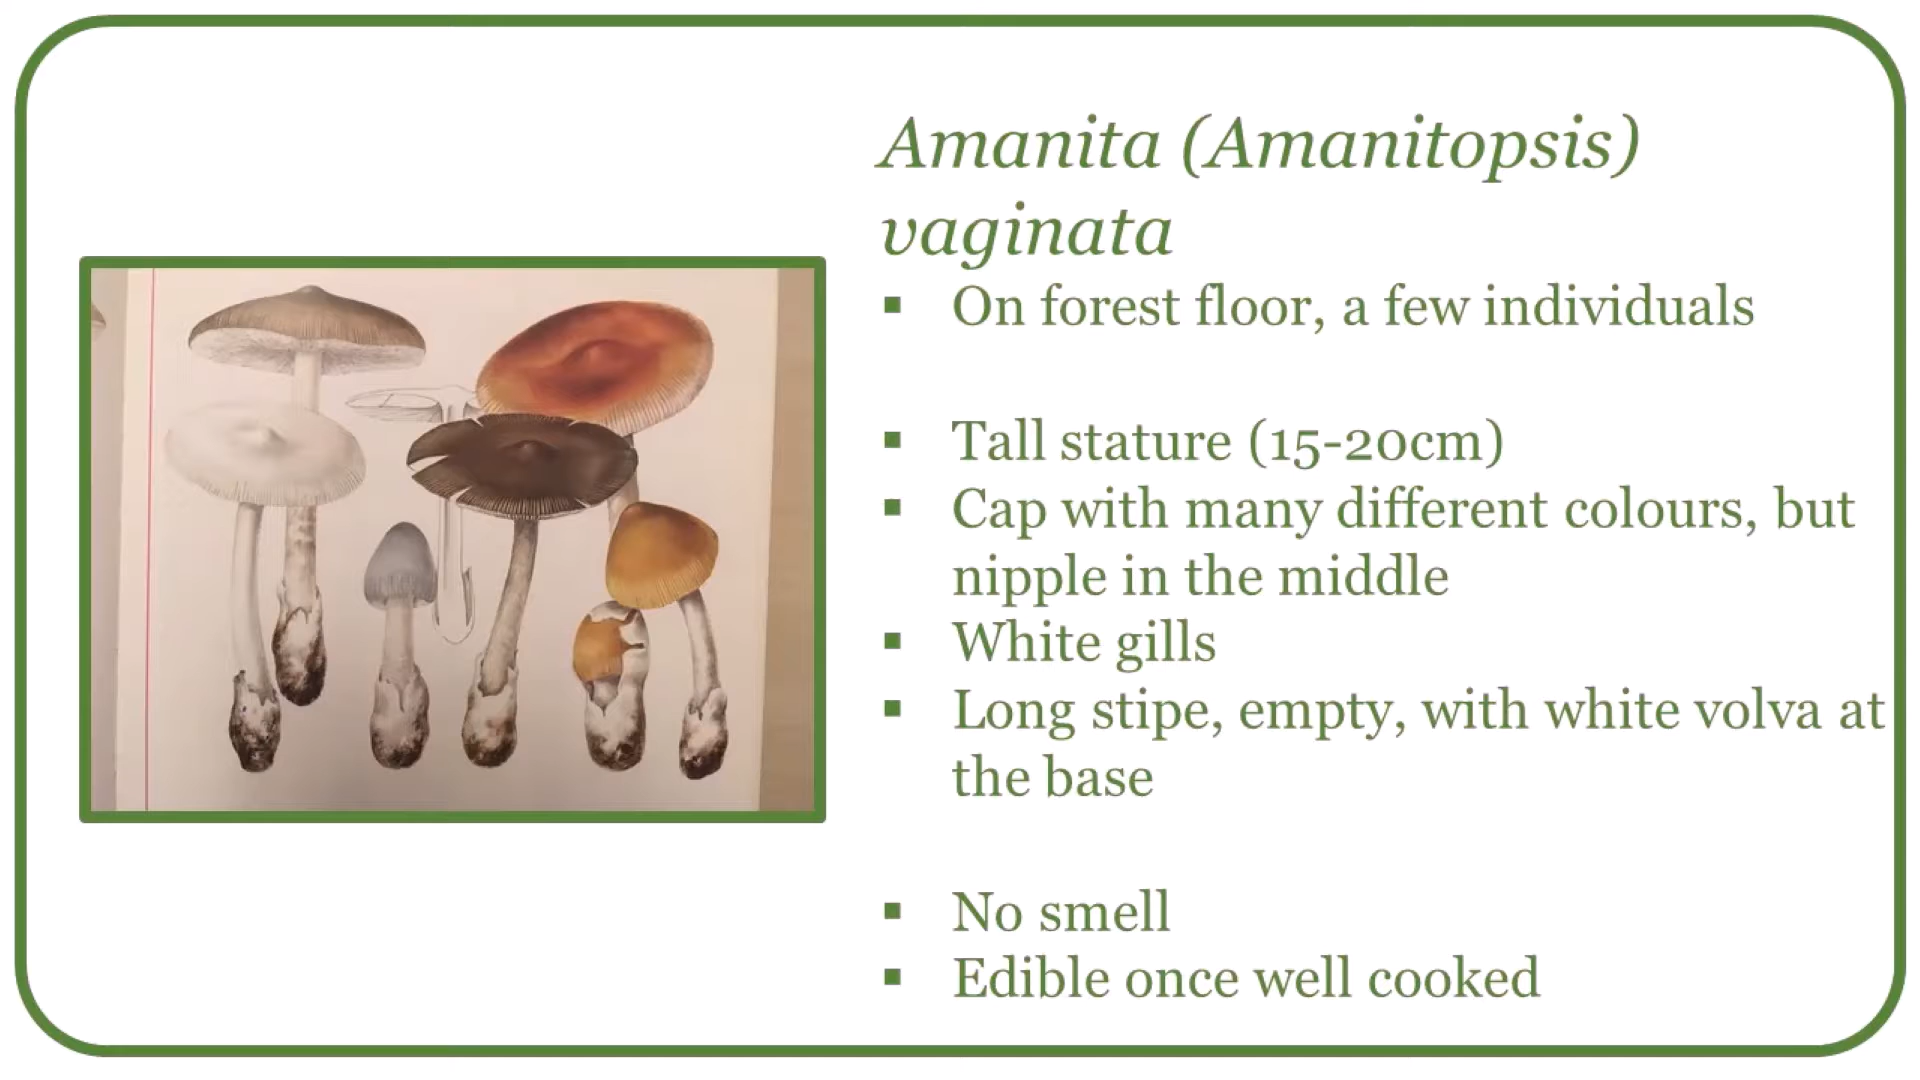 Amanita (Amanitopsis)
vaginata
▪ On forest floor, a few individuals
▪ Tall stature (15-20cm)
▪ Cap with many different colours, but
nipple in the middle
▪ White gills
▪ Long stipe, empty, with white volva at
the base
▪ No smell
▪ Edible once well cooked